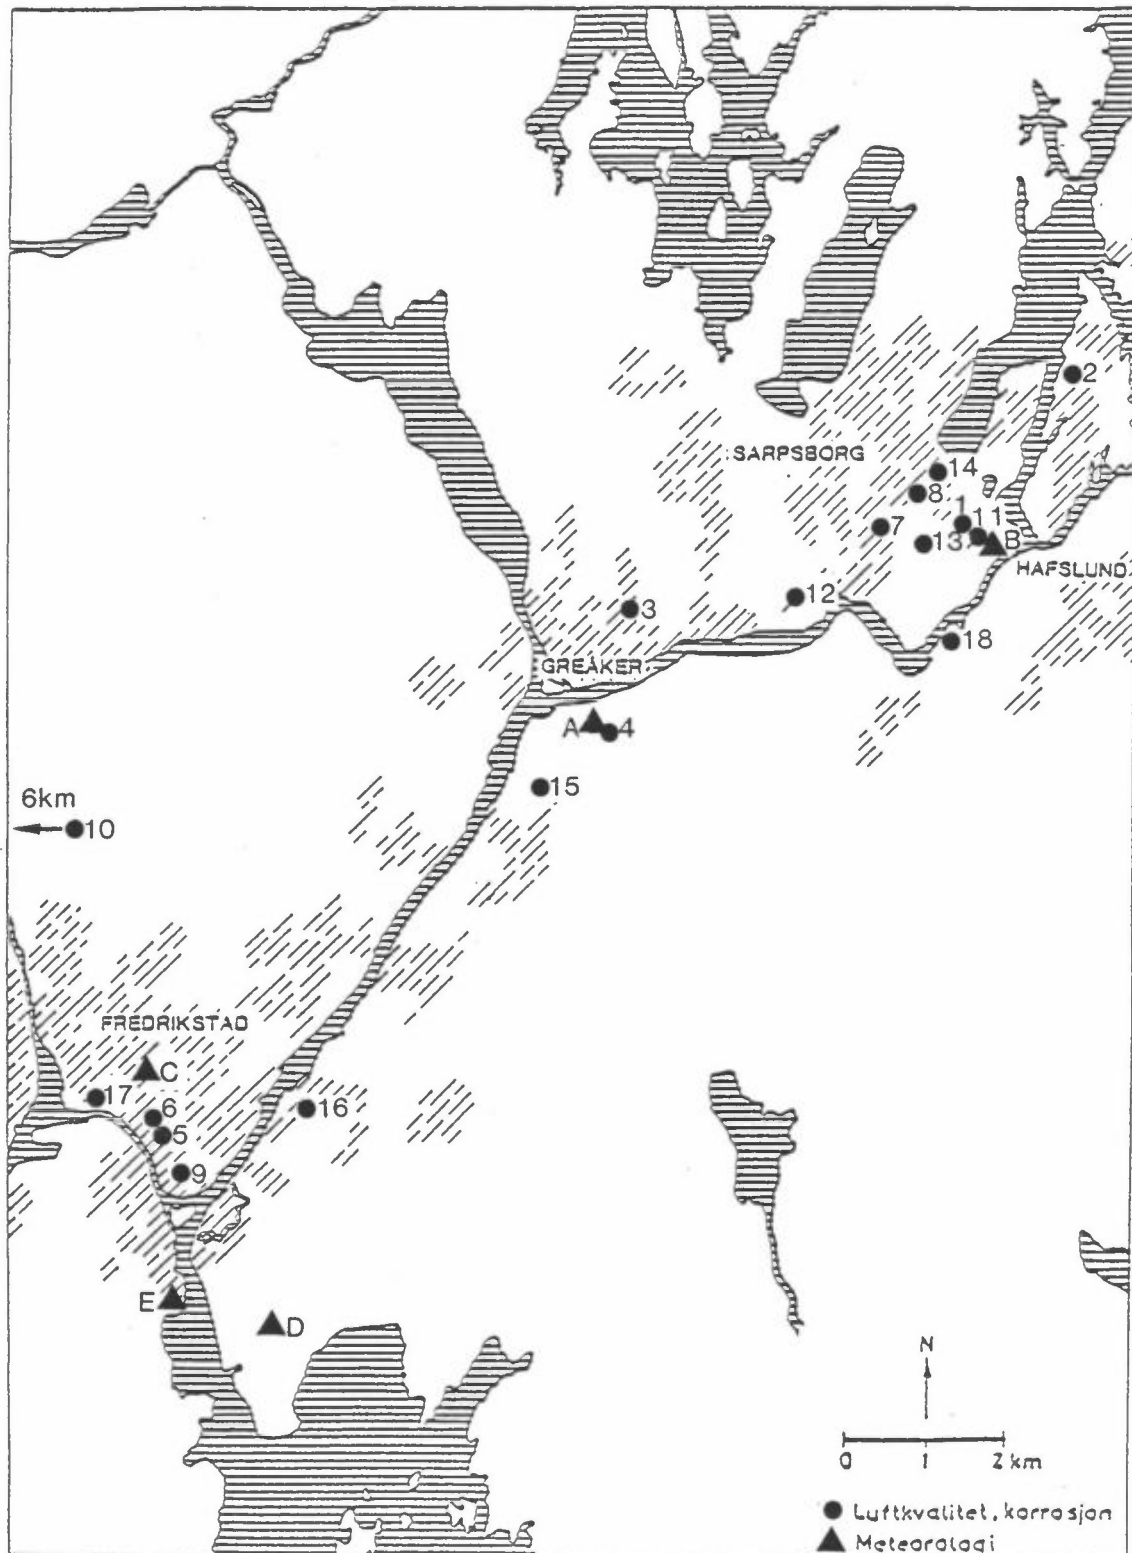 2
SARPSBORG
14
8
1
11
7
13
B
HAFSLUND
12
3
18
GREÅKER
A
4
15
6km
10
FREDRIKSTAD
C
17
6
16
5
9
E
D
N
0 1 2 km
Luftkvalitet, korrosjon
Meteorologi